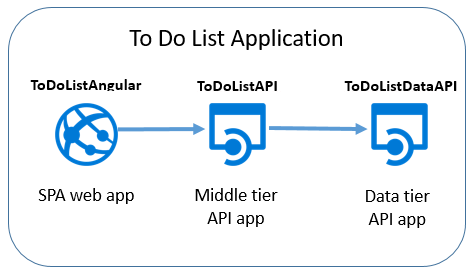 To Do List Application
ToDoListAngular
ToDoListAPI
ToDoListDataAPI
SPA web app
Middle tier
API app
Data tier
API app